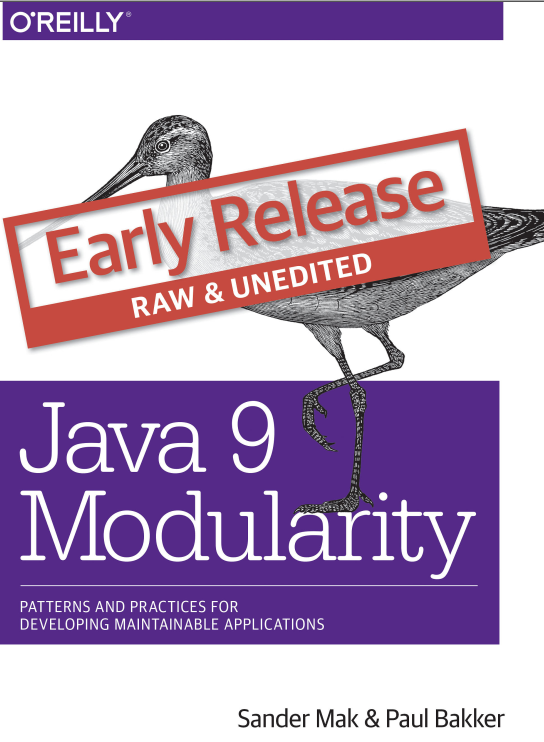 O'REILLY®
Early Release
RAW & UNEDITED
Java 9
Modularity
PATTERNS AND PRACTICES FOR
DEVELOPING MAINTAINABLE APPLICATIONS
Sander Mak & Paul Bakker